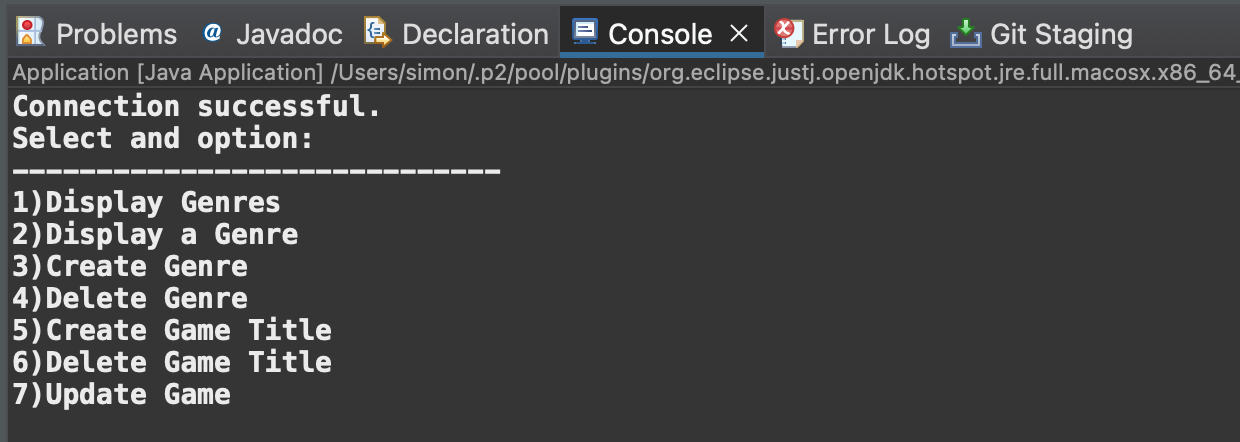 Problems @ Javadoc Declaration Console × Error Log Git Staging
Application [Java Application] /Users/simon/.p2/pool/plugins/org.eclipse.justj.openjdk.hotspot.jre.full.macosx.x86_64_
Connection successful.
Select and option:
-----------------------------
1)Display Genres
2)Display a Genre
3)Create Genre
4)Delete Genre
5)Create Game Title
6)Delete Game Title
7)Update Game